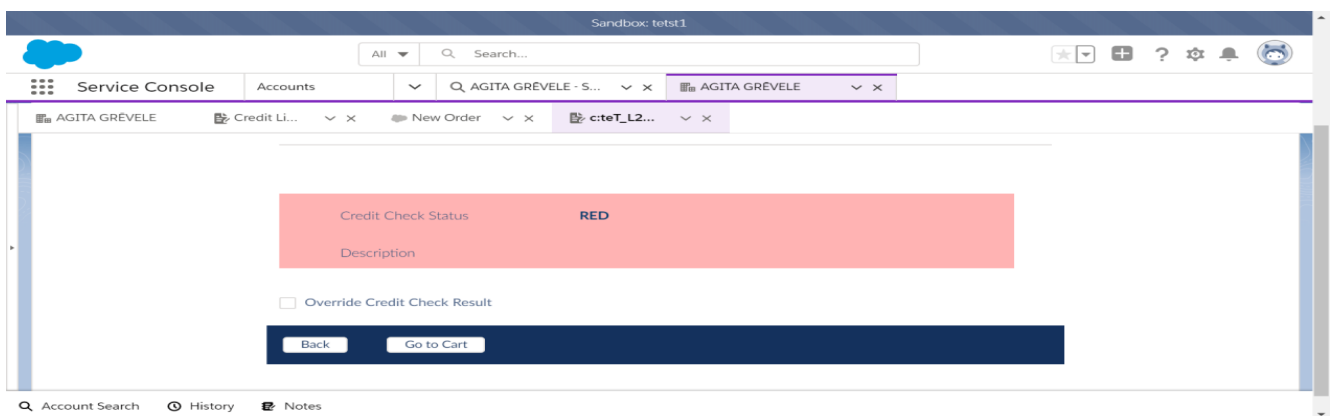 Sandbox: tetst1
All Search...
Service Console Accounts AGITA GRĒVELE - S... AGITA GRĒVELE
AGITA GRĒVELE Credit Li... New Order c:teT_L2...
Credit Check Status RED
Description
Override Credit Check Result
Back Go to Cart
Account Search History Notes